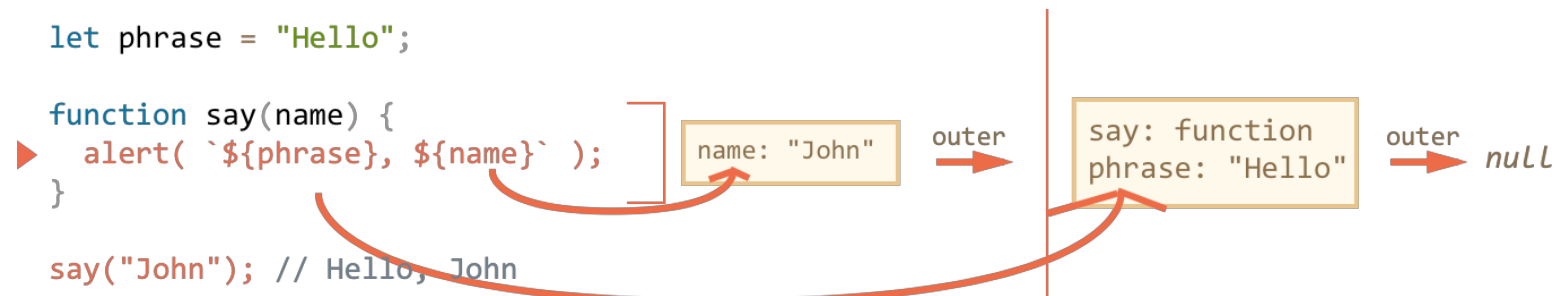 let phrase = "Hello";
function say(name) {
alert( `${phrase}, ${name}` );
}
say("John"); // Hello, John
name: "John"
outer
say: function
phrase: "Hello"
outer
null